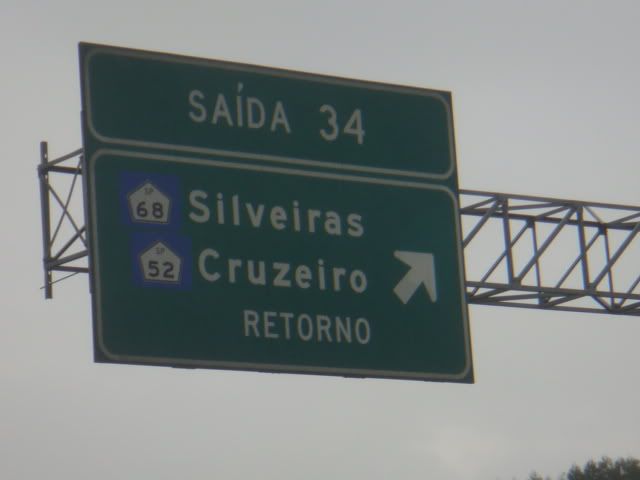 SAÍDA 34
SP 68 Silveiras
SP 52 Cruzeiro
RETORNO